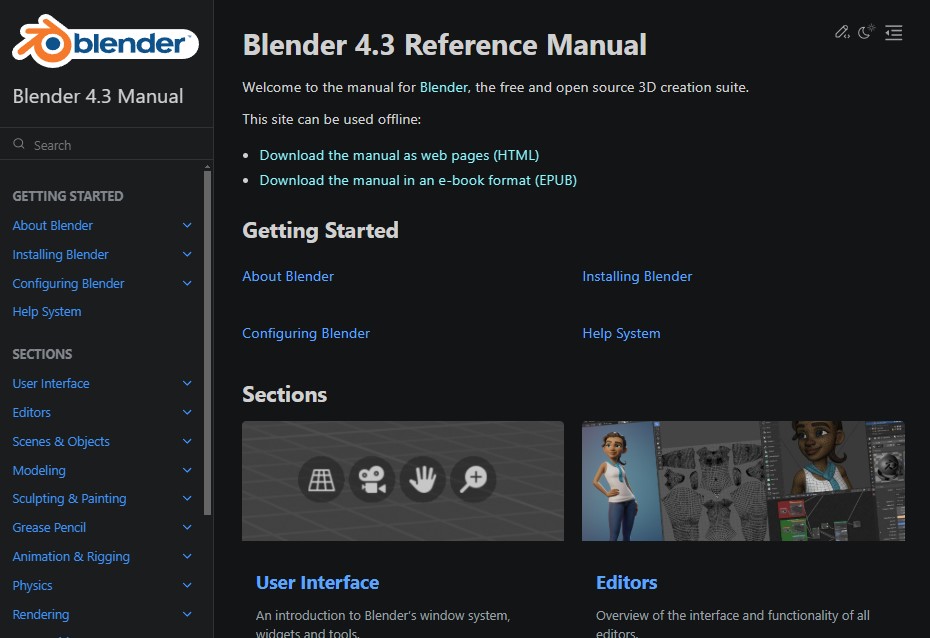 blender
Blender 4.3 Manual
Search
GETTING STARTED
About Blender
Installing Blender
Configuring Blender
Help System
SECTIONS
User Interface
Editors
Scenes & Objects
Modeling
Sculpting & Painting
Grease Pencil
Animation & Rigging
Physics
Rendering
Blender 4.3 Reference Manual
Welcome to the manual for Blender, the free and open source 3D creation suite.
This site can be used offline:
Download the manual as web pages (HTML)
Download the manual in an e-book format (EPUB)
Getting Started
About Blender
Installing Blender
Configuring Blender
Help System
Sections
User Interface
An introduction to Blender's window system,
widgets and tools.
Editors
Overview of the interface and functionality of all
editors.